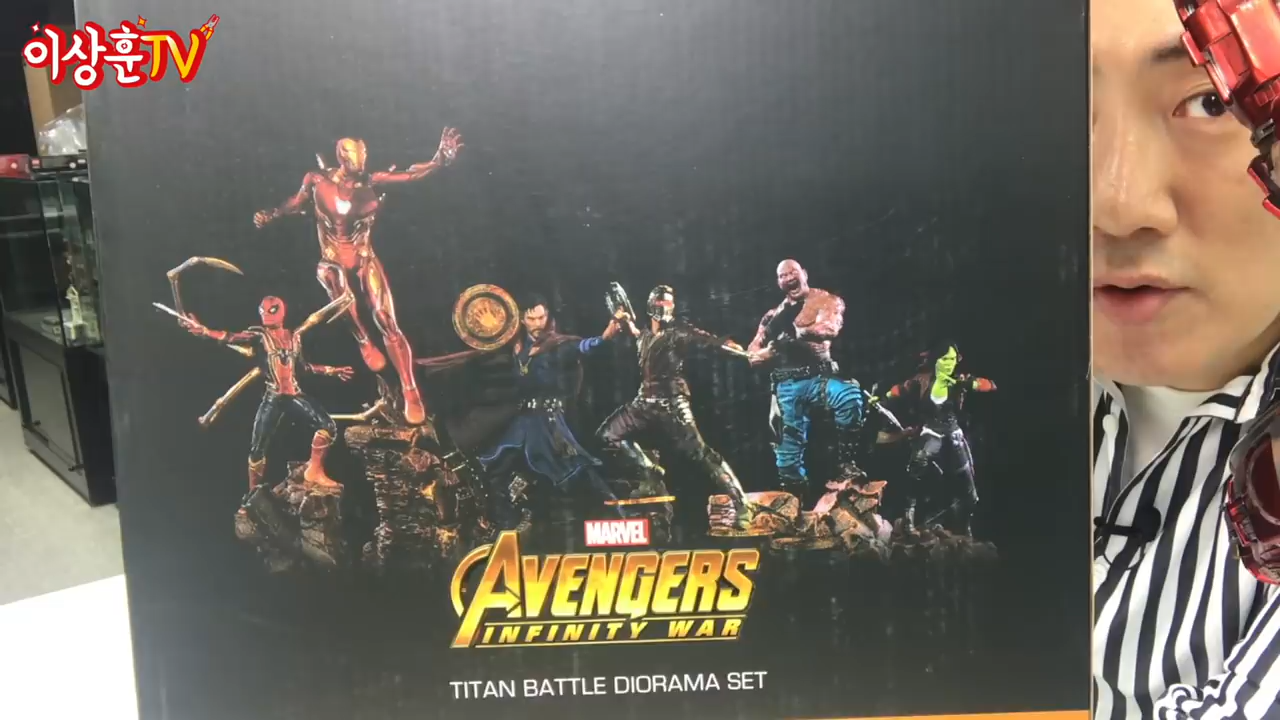 이상훈TV
MARVEL
AVENGERS
INFINITY WAR
TITAN BATTLE DIORAMA SET